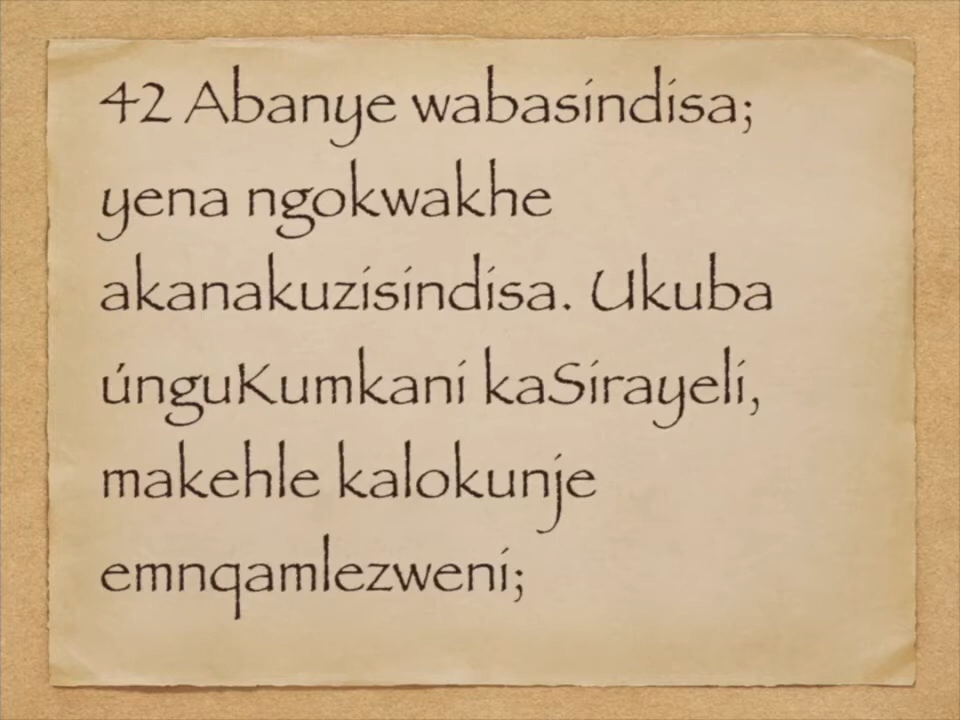 42 Abanye wabasindisa;
yena ngokwakhe
akanakuzisindisa. Ukuba
únguKumkani kaSirayeli,
makehle kalokunje
emnqamlezweni;